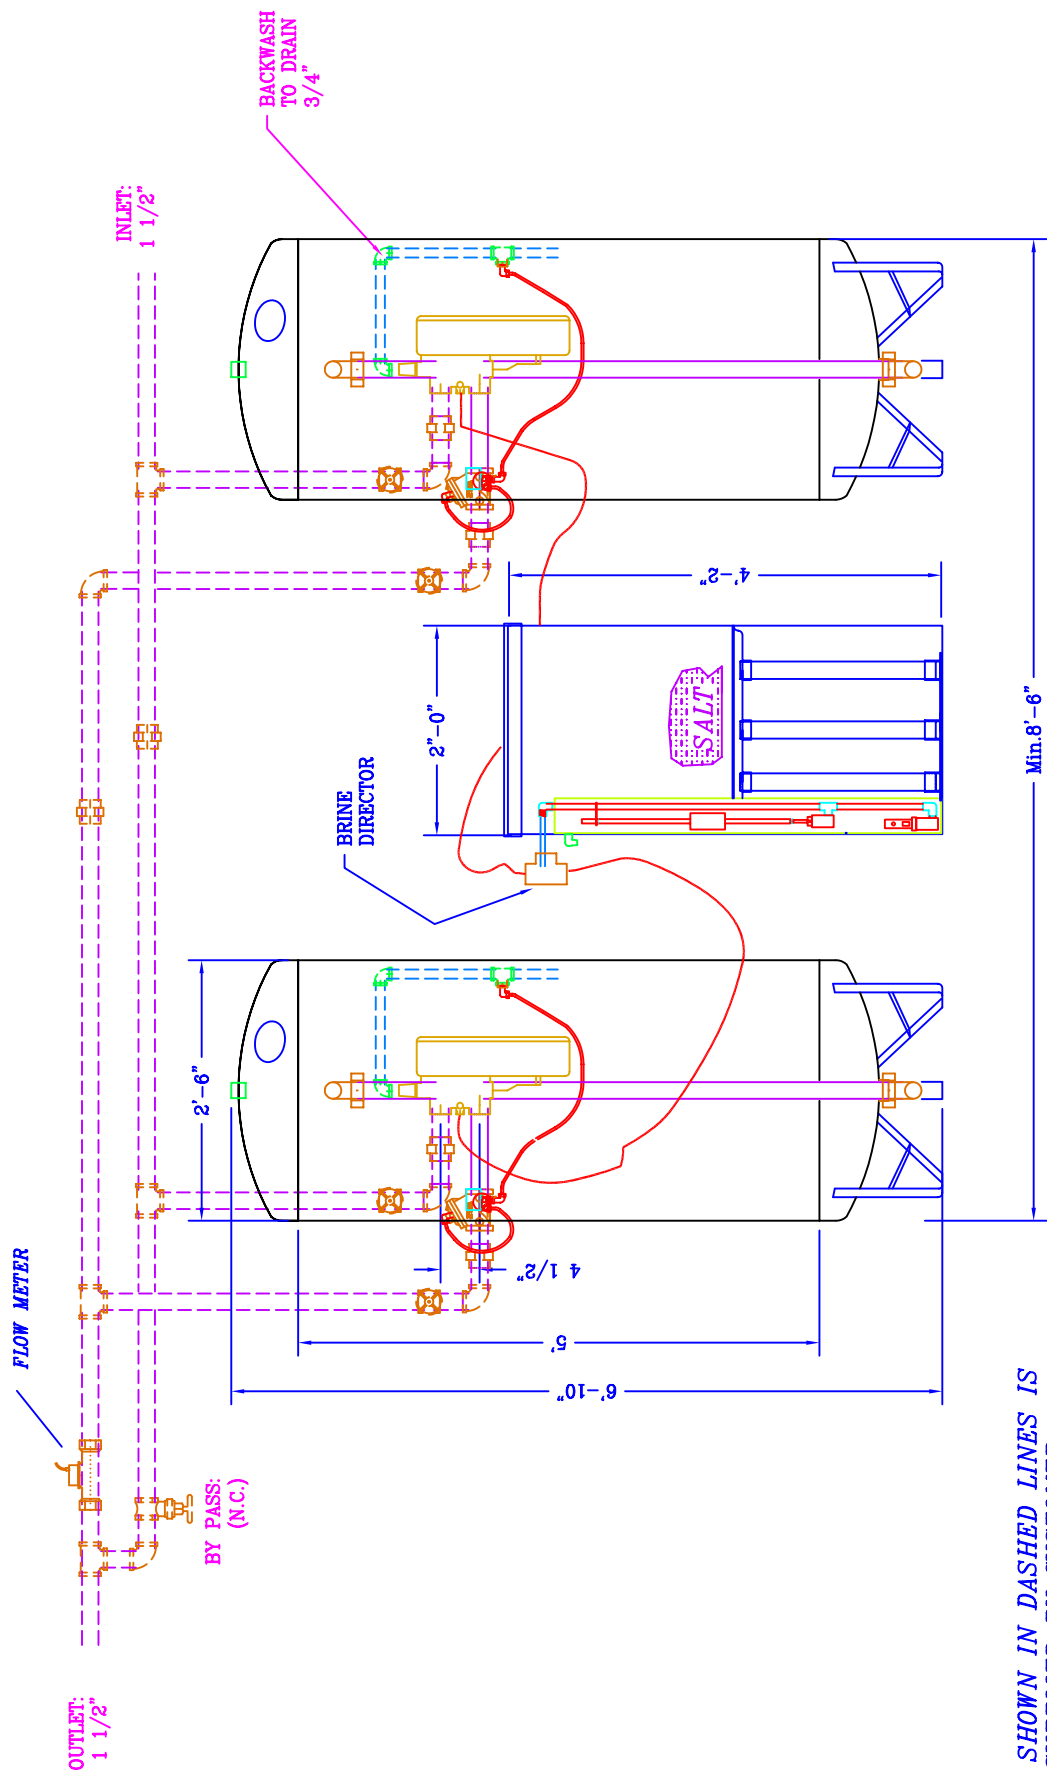 OUTLET:
1 1/2"
FLOW METER
BY PASS:
(N.C.)
INLET:
1 1/2"
BACKWASH
TO DRAIN
3/4"
2'-6"
BRINE
DIRECTOR
2"-0"
4'-2"
SALT
4 1/2"
5'
6'-10"
Min.8'-6"
SHOWN IN DASHED LINES IS